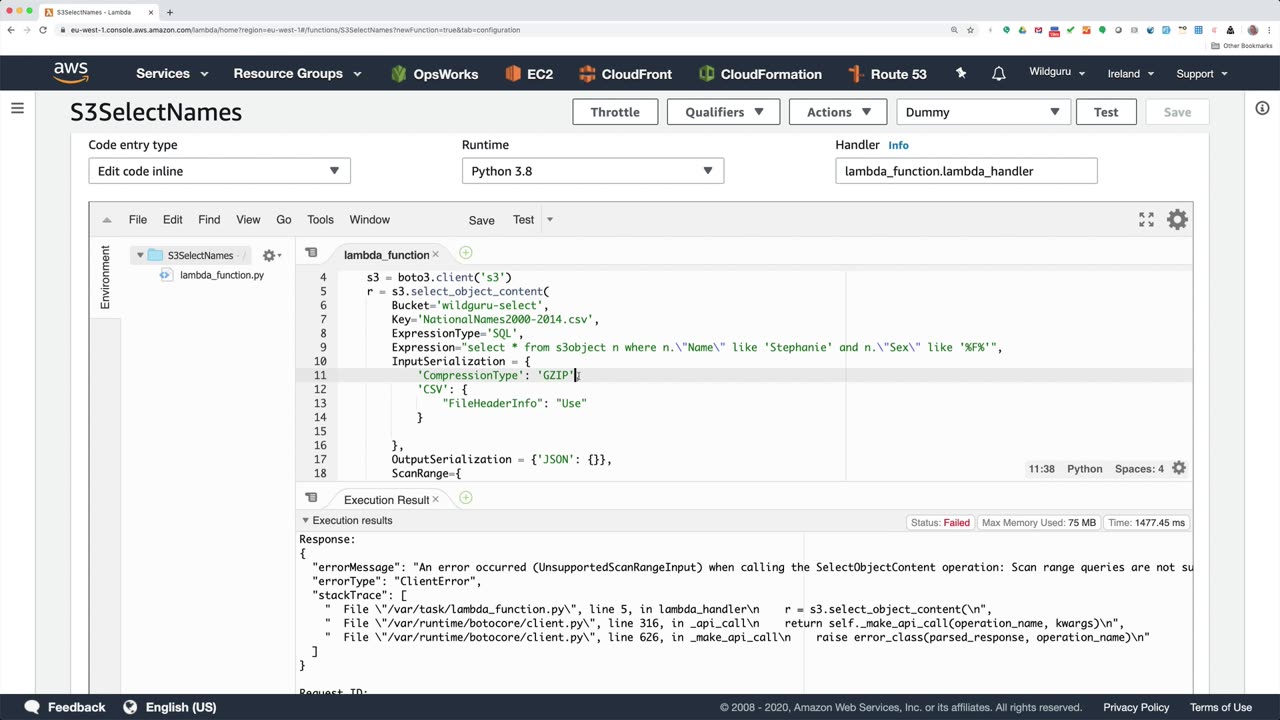 S3SelectNames - Lambda
eu-west-1.console.aws.amazon.com/lambda/home?region=eu-west-1#/functions/S3SelectNames?newFunction=true&tab=configuration
Other Bookmarks
aws Services Resource Groups OpsWorks EC2 CloudFront CloudFormation Route 53 Wildguru Ireland Support
S3SelectNames Throttle Qualifiers Actions Dummy Test Save
Code entry type Runtime Handler Info
Edit code inline Python 3.8 lambda_function.lambda_handler
File Edit Find View Go Tools Window Save Test
Environment
S3SelectNames /
lambda_function.py
lambda_function
4 s3 = boto3.client('s3')
5 r = s3.select_object_content(
6 Bucket='wildguru-select',
7 Key='NationalNames2000-2014.csv',
8 ExpressionType='SQL',
9 Expression="select * from s3object n where n.\"Name\" like 'Stephanie' and n.\"Sex\" like '%F%'",
10 InputSerialization = {
11 'CompressionType': 'GZIP'
12 'CSV': {
13 "FileHeaderInfo": "Use"
14 }
15
16 },
17 OutputSerialization = {'JSON': {}},
18 ScanRange={
11:38 Python Spaces: 4
Execution Result
Execution results Status: Failed Max Memory Used: 75 MB Time: 1477.45 ms
Response:
{
"errorMessage": "An error occurred (UnsupportedScanRangeInput) when calling the SelectObjectContent operation: Scan range queries are not su
"errorType": "ClientError",
"stackTrace": [
" File \"/var/task/lambda_function.py\", line 5, in lambda_handler\n r = s3.select_object_content(\n",
" File \"/var/runtime/botocore/client.py\", line 316, in _api_call\n return self._make_api_call(operation_name, kwargs)\n",
" File \"/var/runtime/botocore/client.py\", line 626, in _make_api_call\n raise error_class(parsed_response, operation_name)\n"
]
}
Request ID:
Feedback English (US) © 2008 - 2020, Amazon Web Services, Inc. or its affiliates. All rights reserved. Privacy Policy Terms of Use